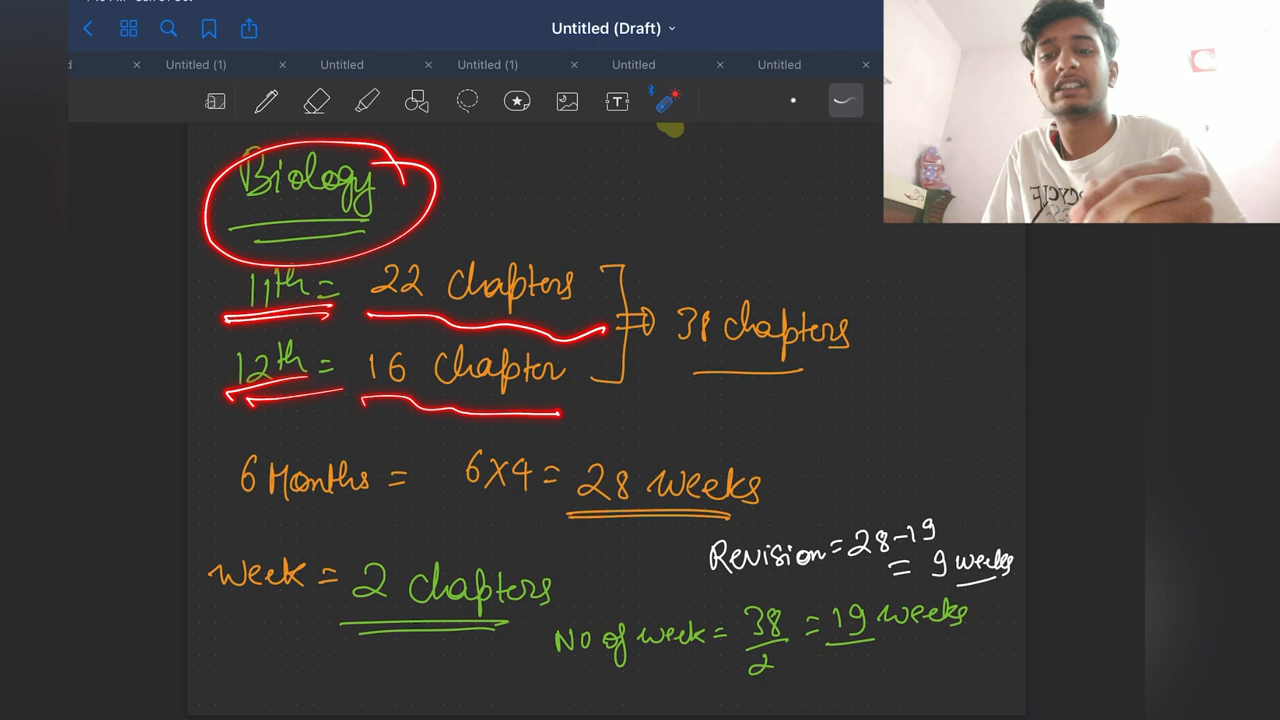 Untitled (Draft)
d Untitled (1) Untitled Untitled (1) Untitled Untitled
Biology
11th = 22 Chapters
38 chapters
12th = 16 Chapter
6 Months = 6x4 = 28 weeks
Revision = 28-19
= 9 weeks
week = 2 chapters
No of week = 38/2 = 19 weeks